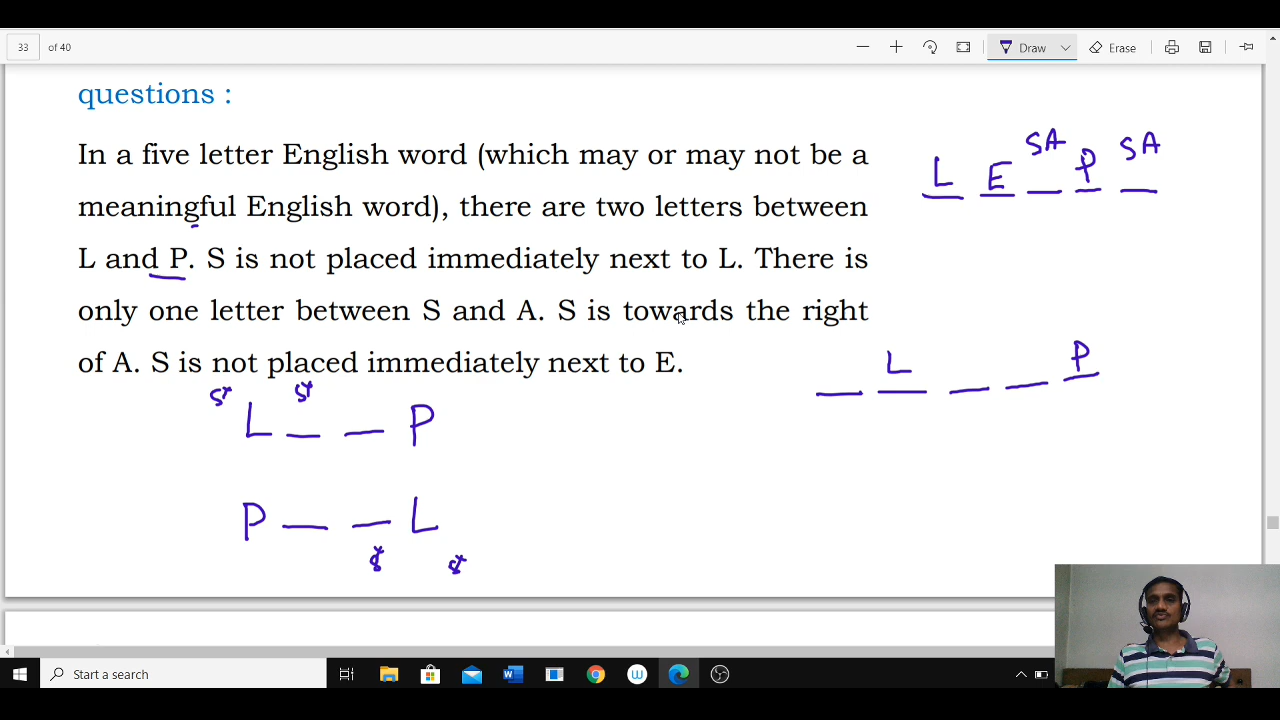 33 of 40
Draw
Erase
questions :
In a five letter English word (which may or may not be a
meaningful English word), there are two letters between
L and P. S is not placed immediately next to L. There is
only one letter between S and A. S is towards the right
of A. S is not placed immediately next to E.
SA SA
L E _ P _
L P
S S
L _ _ P
P _ _ L
S S
Start a search